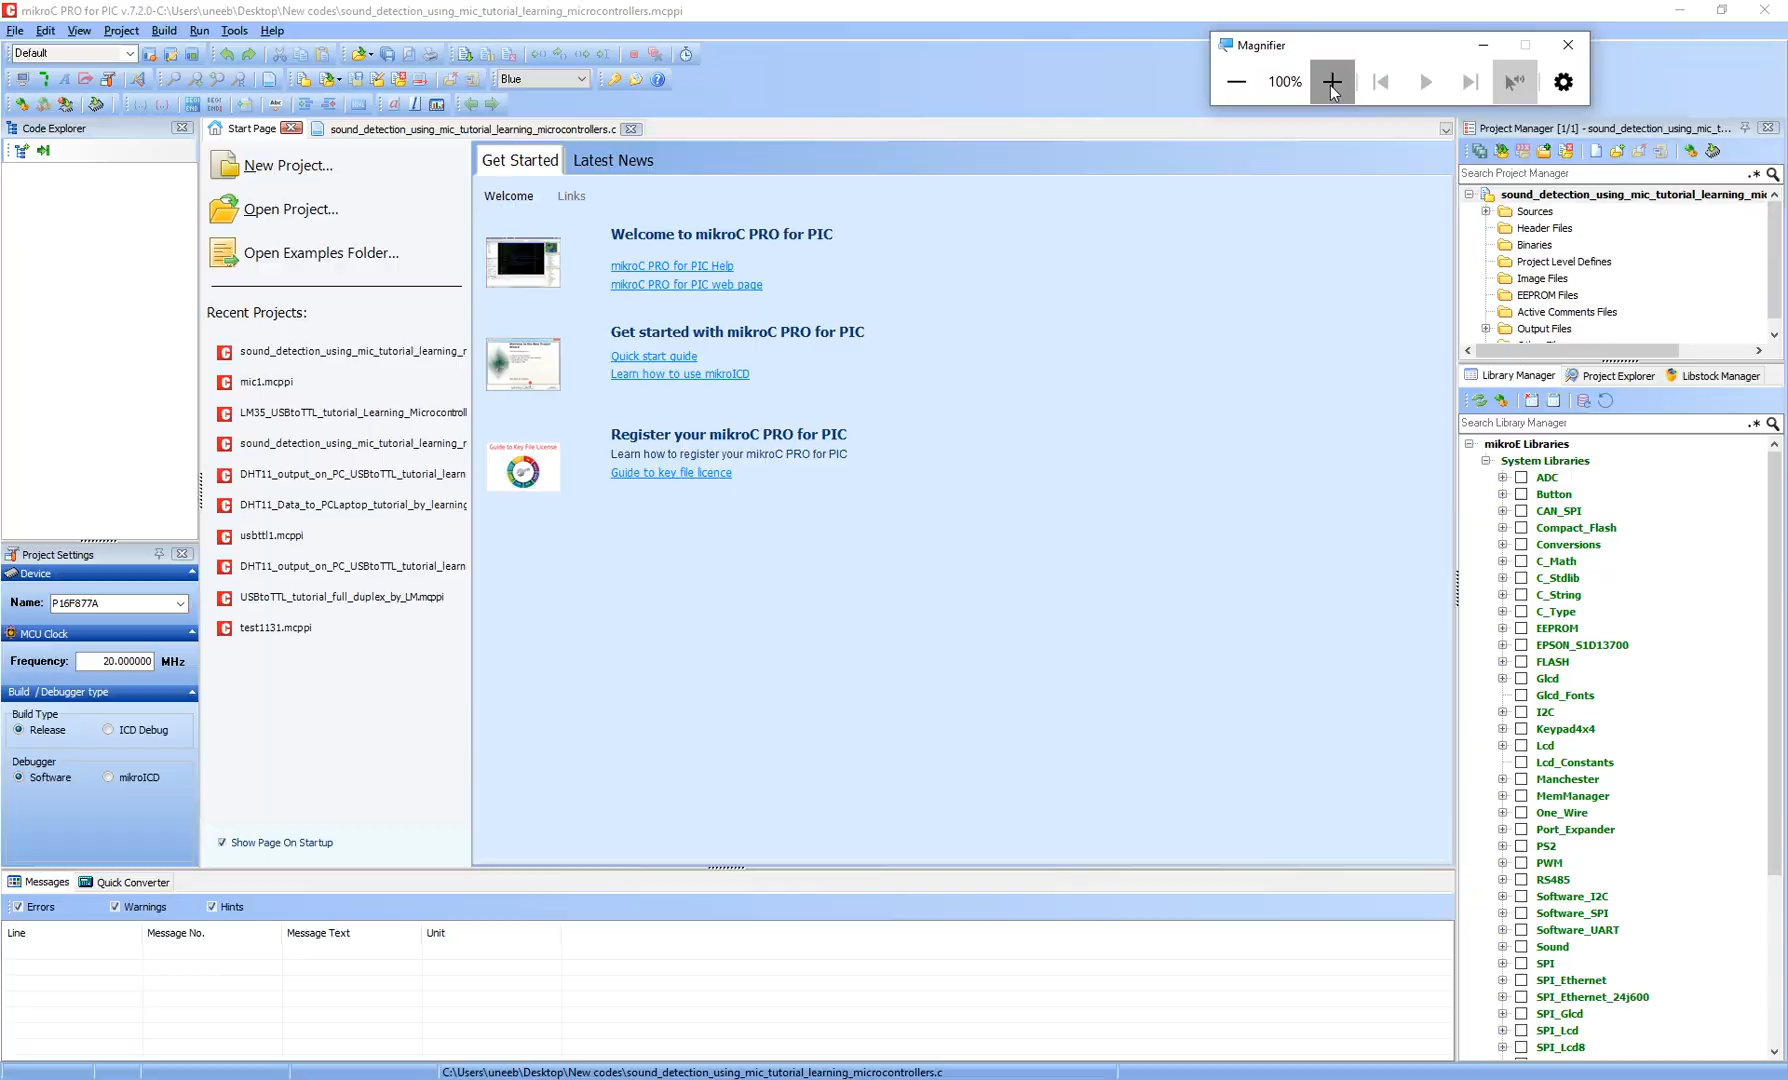 mikroC PRO for PIC v.7.2.0-C:\Users\uneeb\Desktop\New codes\sound_detection_using_mic_tutorial_learning_microcontrollers.mcppi
File Edit View Project Build Run Tools Help
Default
Blue
Magnifier
100%
Code Explorer
Start Page
sound_detection_using_mic_tutorial_learning_microcontrollers.c
New Project...
Open Project...
Open Examples Folder...
Recent Projects:
sound_detection_using_mic_tutorial_learning_r
mic1.mcppi
LM35_USBtoTTL_tutorial_Learning_Microcontroll
sound_detection_using_mic_tutorial_learning_r
DHT11_output_on_PC_USBtoTTL_tutorial_learn
DHT11_Data_to_PCLaptop_tutorial_by_learning
usbttl1.mcppi
DHT11_output_on_PC_USBtoTTL_tutorial_learn
USBtoTTL_tutorial_full_duplex_by_LM.mcppi
test1131.mcppi
Show Page On Startup
Get Started
Latest News
Welcome
Links
Welcome to mikroC PRO for PIC
mikroC PRO for PIC Help
mikroC PRO for PIC web page
Get started with mikroC PRO for PIC
Quick start guide
Learn how to use mikroICD
Guide to Key File License
Register your mikroC PRO for PIC
Learn how to register your mikroC PRO for PIC
Guide to key file licence
Project Settings
Device
Name: P16F877A
MCU Clock
Frequency: 20.000000 MHz
Build / Debugger type
Build Type
Release
ICD Debug
Debugger
Software
mikroICD
Project Manager [1/1] - sound_detection_using_mic_t...
Search Project Manager
sound_detection_using_mic_tutorial_learning_mic
Sources
Header Files
Binaries
Project Level Defines
Image Files
EEPROM Files
Active Comments Files
Output Files
Library Manager
Project Explorer
Libstock Manager
Search Library Manager
mikroE Libraries
System Libraries
ADC
Button
CAN_SPI
Compact_Flash
Conversions
C_Math
C_Stdlib
C_String
C_Type
EEPROM
EPSON_S1D13700
FLASH
Glcd
Glcd_Fonts
I2C
Keypad4x4
Lcd
Lcd_Constants
Manchester
MemManager
One_Wire
Port_Expander
PS2
PWM
RS485
Software_I2C
Software_SPI
Software_UART
Sound
SPI
SPI_Ethernet
SPI_Ethernet_24j600
SPI_Glcd
SPI_Lcd
SPI_Lcd8
Messages
Quick Converter
Errors
Warnings
Hints
Line
Message No.
Message Text
Unit
C:\Users\uneeb\Desktop\New codes\sound_detection_using_mic_tutorial_learning_microcontrollers.c